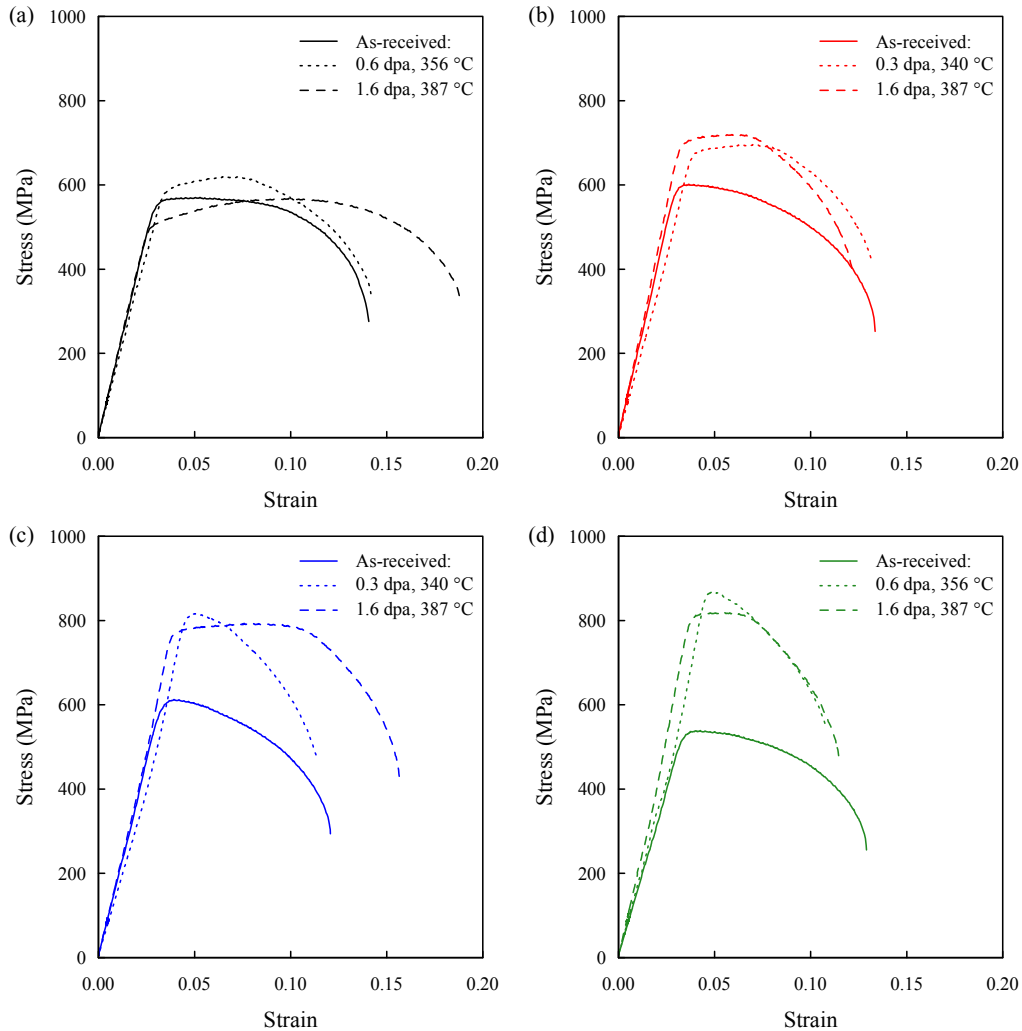 (a)
1000
800
600
400
200
0
Stress (MPa)
As-received:
0.6 dpa, 356 °C
1.6 dpa, 387 °C
0.00 0.05 0.10 0.15 0.20
Strain
(b)
1000
800
600
400
200
0
Stress (MPa)
As-received:
0.3 dpa, 340 °C
1.6 dpa, 387 °C
0.00 0.05 0.10 0.15 0.20
Strain
(c)
1000
800
600
400
200
0
Stress (MPa)
As-received:
0.3 dpa, 340 °C
1.6 dpa, 387 °C
0.00 0.05 0.10 0.15 0.20
Strain
(d)
1000
800
600
400
200
0
Stress (MPa)
As-received:
0.6 dpa, 356 °C
1.6 dpa, 387 °C
0.00 0.05 0.10 0.15 0.20
Strain